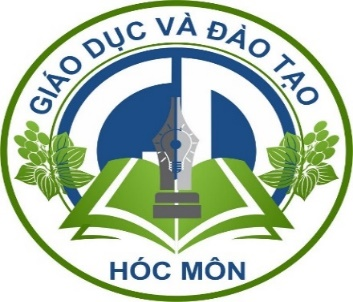 GIÁO DỤC VÀ ĐÀO TẠO
HÓC MÔN